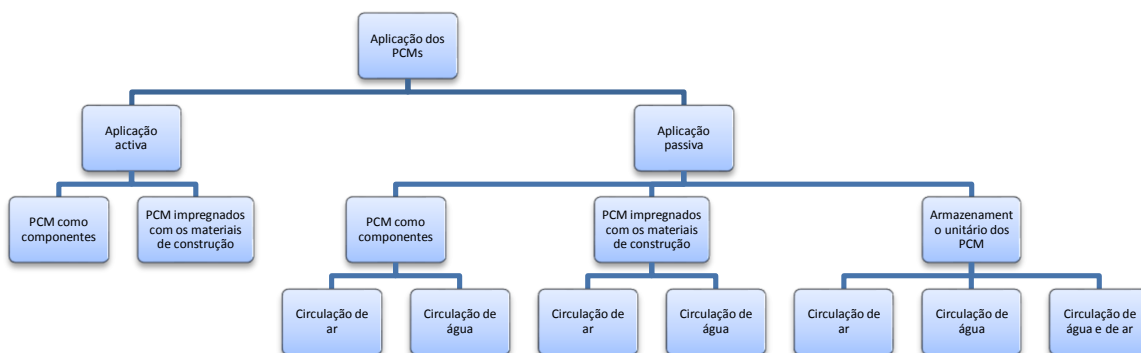 Aplicação dos
PCMs
Aplicação
activa
Aplicação
passiva
PCM como
componentes
PCM impregnados
com os materiais
de construção
PCM como
componentes
PCM impregnados
com os materiais
de construção
Armazenament
o unitário dos
PCM
Circulação de
ar
Circulação de
água
Circulação de
ar
Circulação de
água
Circulação de
ar
Circulação de
água
Circulação de
água e de ar